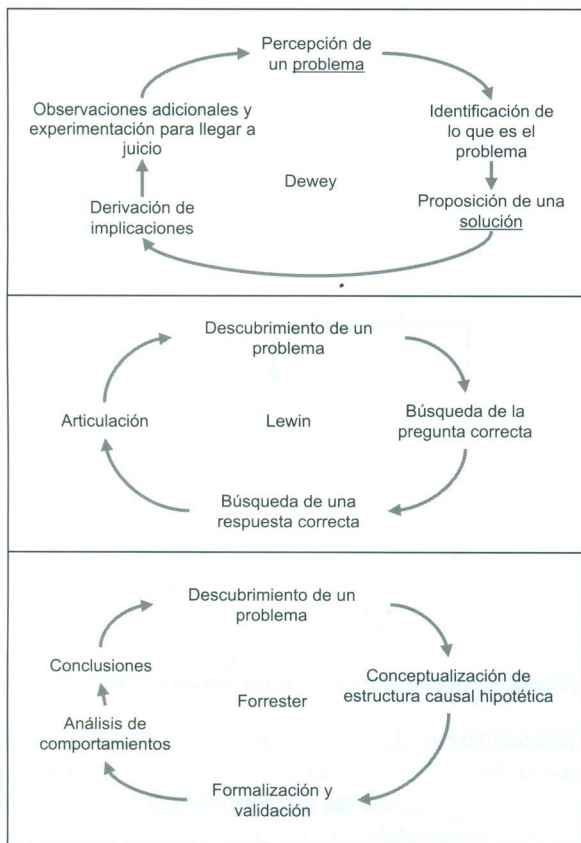 Percepción de
un problema
Observaciones adicionales y
experimentación para llegar a
juicio
Identificación de
lo que es el
problema
Dewey
Derivación de
implicaciones
Proposición de una
solución
Descubrimiento de un
problema
Articulación
Lewin
Búsqueda de la
pregunta correcta
Búsqueda de una
respuesta correcta
Descubrimiento de un
problema
Conclusiones
Forrester
Conceptualización de
estructura causal hipotética
Análisis de
comportamientos
Formalización y
validación